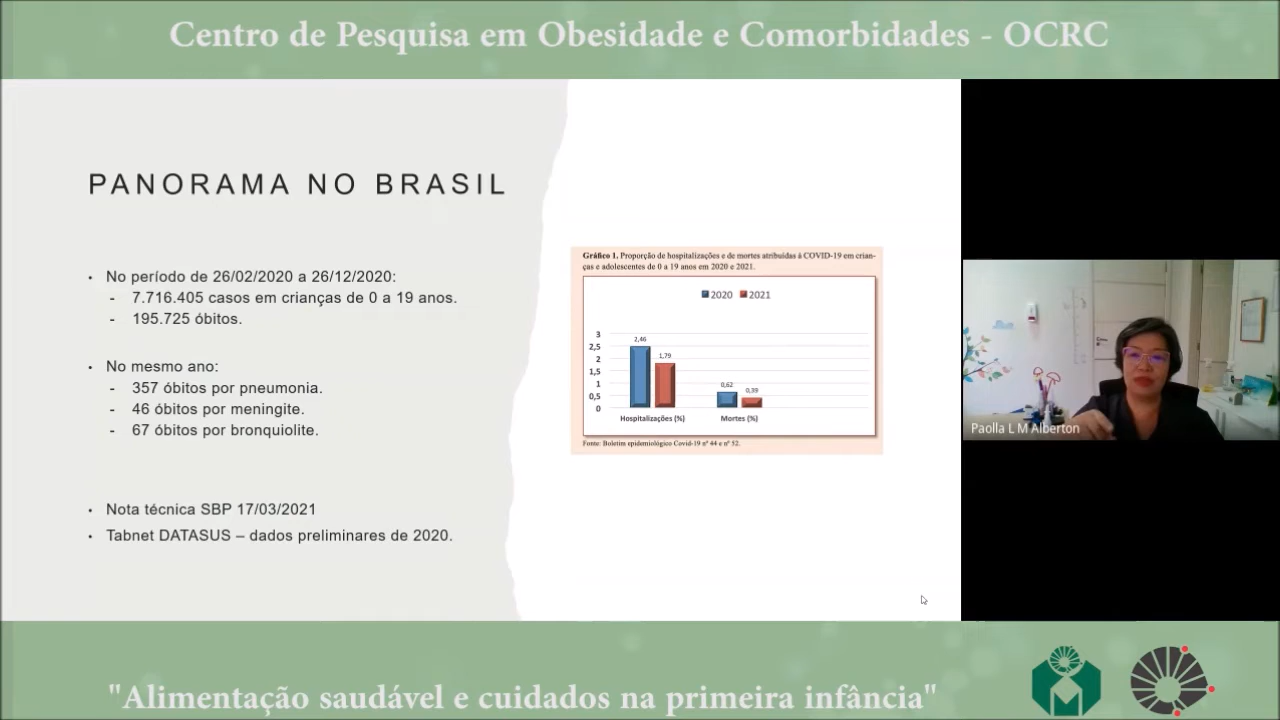 Centro de Pesquisa em Obesidade e Comorbidades - OCRC
PANORAMA NO BRASIL
• No período de 26/02/2020 a 26/12/2020:
- 7.716.405 casos em crianças de 0 a 19 anos.
- 195.725 óbitos.
• No mesmo ano:
- 357 óbitos por pneumonia.
- 46 óbitos por meningite.
- 67 óbitos por bronquiolite.
• Nota técnica SBP 17/03/2021
• Tabnet DATASUS – dados preliminares de 2020.
Gráfico 1. Proporção de hospitalizações e de mortes atribuídas à COVID-19 em crian-
ças e adolescentes de 0 a 19 anos em 2020 e 2021.
2020 2021
3
2,5
2
1,5
1
0,5
0
2,46
1,79
0,62
0,39
Hospitalizações (%) Mortes (%)
Fonte: Boletim epidemiológico Covid-19 nº 44 e nº 52.
Paolla L M Alberton
"Alimentação saudável e cuidados na primeira infância"